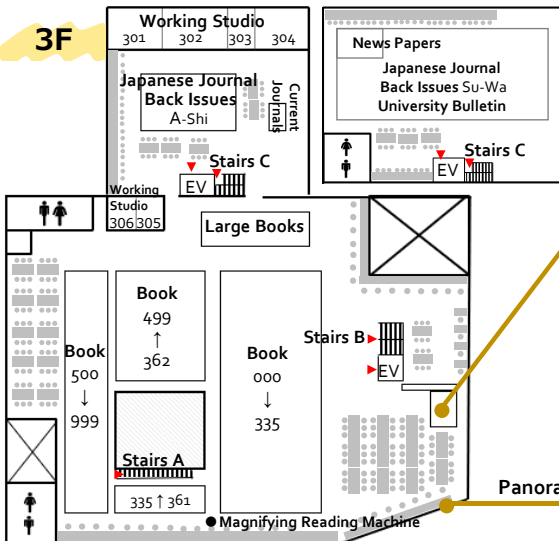 3F
Working Studio
301 302 303 304
Japanese Journal
Back Issues
A-Shi
Current
Journals
Stairs C
EV
News Papers
Japanese Journal
Back Issues Su-Wa
University Bulletin
Stairs C
EV
Working
Studio
306 305
Large Books
Book
499
↑
362
Book
500
↓
999
Book
000
↓
335
Stairs B
EV
Stairs A
335 ↑ 361
Magnifying Reading Machine
Panora